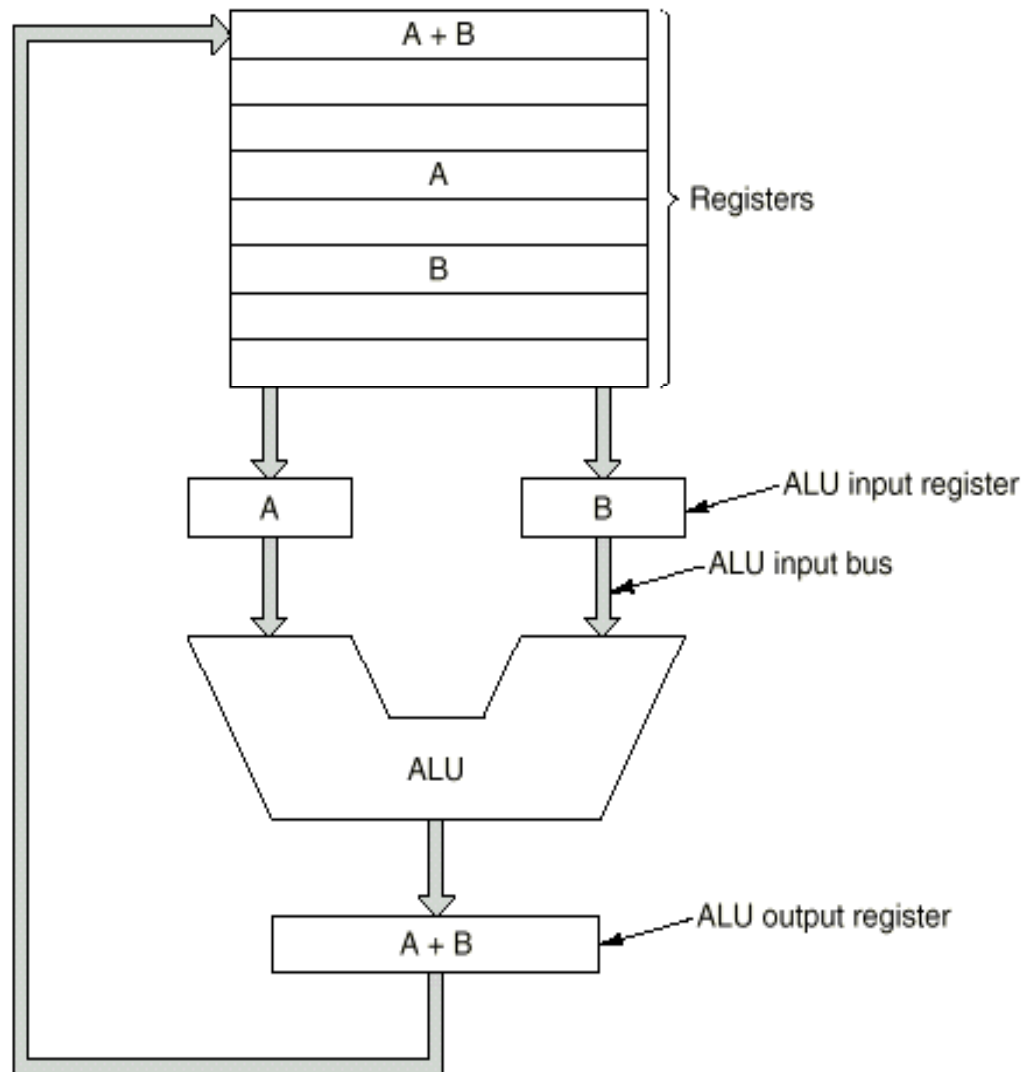 A + B
A
Registers
B
A
B
ALU input register
ALU input bus
ALU
A + B
ALU output register